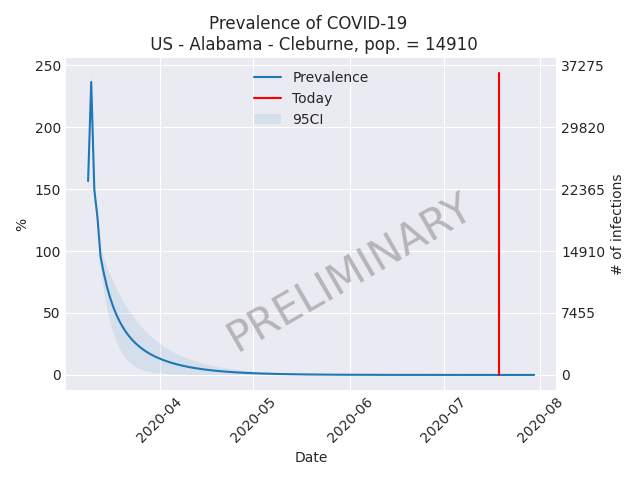 Prevalence of COVID-19
US - Alabama - Cleburne, pop. = 14910
250
200
150
100
50
0
%
37275
29820
22365
14910
7455
0
# of infections
Prevalence
Today
95CI
PRELIMINARY
2020-04
2020-05
2020-06
2020-07
2020-08
Date